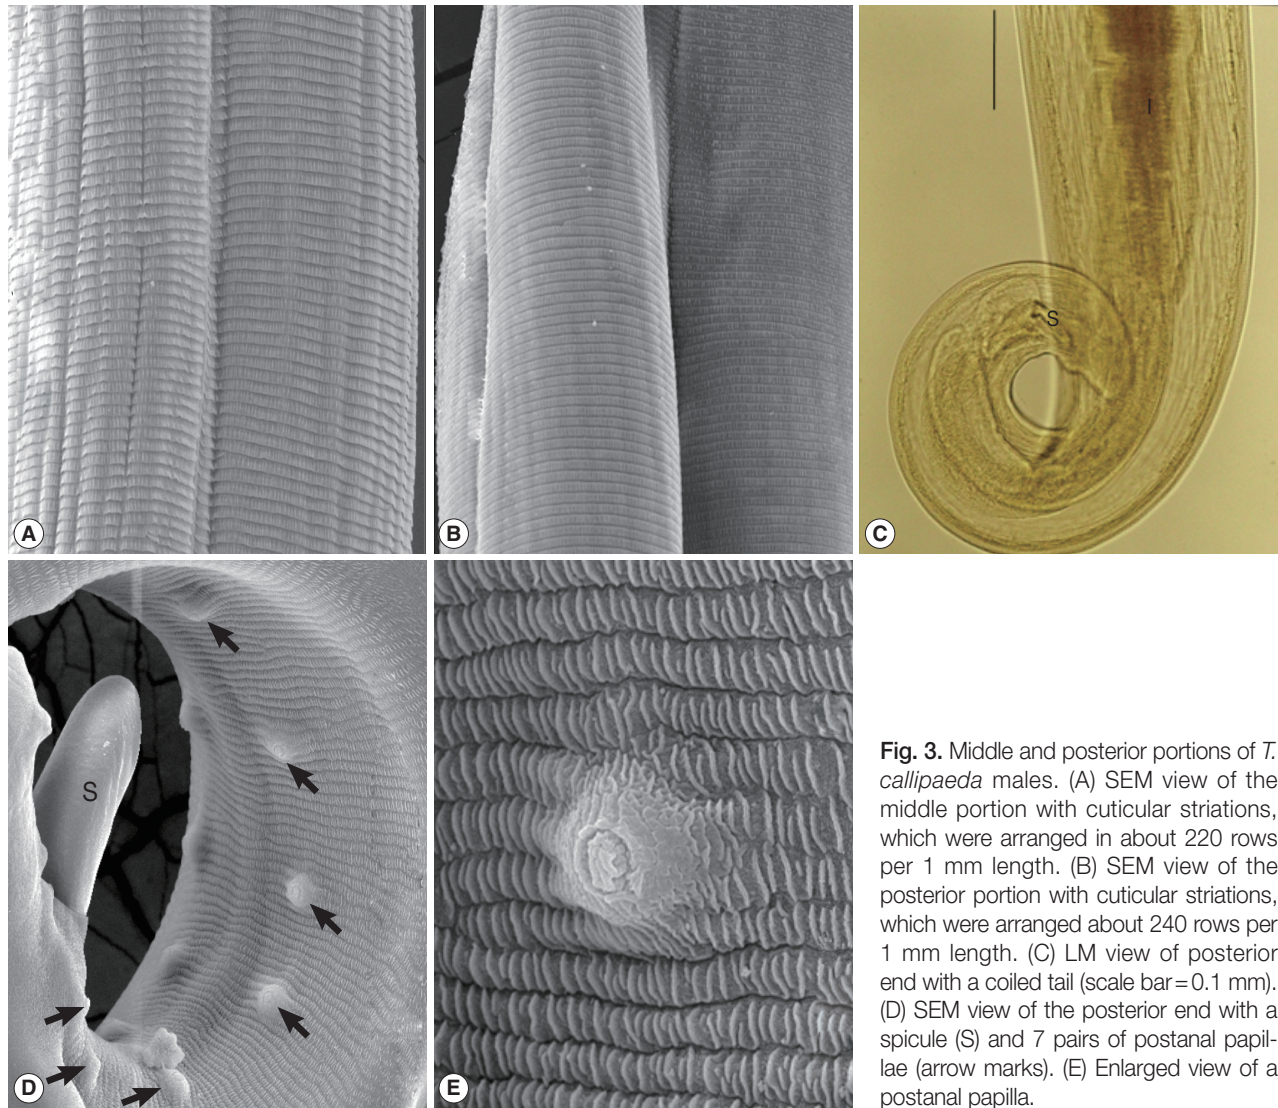 A
B
C
I
S
S
D
E
Fig. 3. Middle and posterior portions of T.
callipaeda males. (A) SEM view of the
middle portion with cuticular striations,
which were arranged in about 220 rows
per 1 mm length. (B) SEM view of the
posterior portion with cuticular striations,
which were arranged about 240 rows per
1 mm length. (C) LM view of posterior
end with a coiled tail (scale bar=0.1 mm).
(D) SEM view of the posterior end with a
spicule (S) and 7 pairs of postanal papil-
lae (arrow marks). (E) Enlarged view of a
postanal papilla.